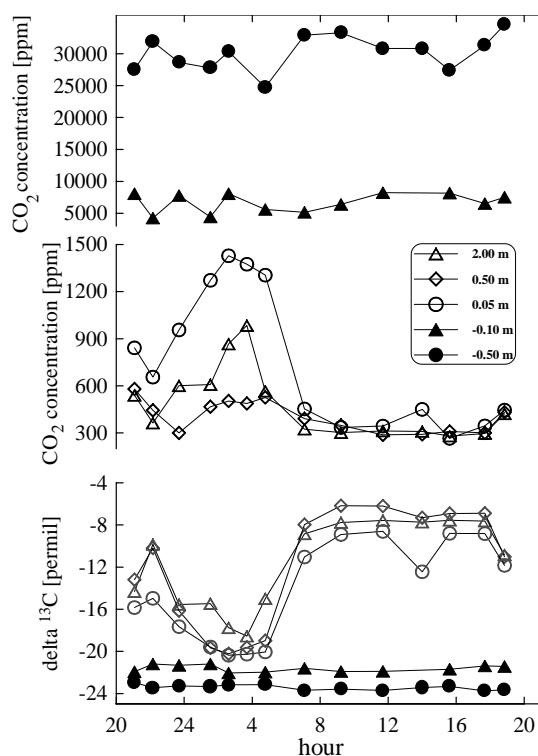 CO2 concentration [ppm]
30000
25000
20000
15000
10000
5000
CO2 concentration [ppm]
1500
1200
900
600
300
2.00 m
0.50 m
0.05 m
-0.10 m
-0.50 m
delta 13C [permil]
-4
-8
-12
-16
-20
-24
20 24 4 8 12 16 20
hour